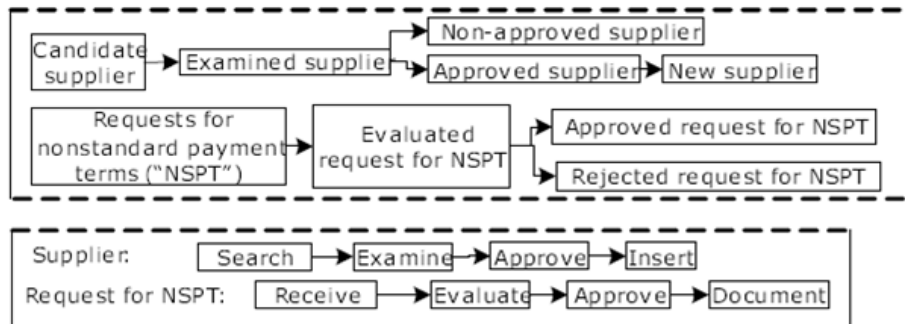 Candidate
supplier
Examined supplier
Non-approved supplier
Approved supplier
New supplier
Requests for
nonstandard payment
terms ("NSPT")
Evaluated
request for NSPT
Approved request for NSPT
Rejected request for NSPT
Supplier:
Search
Examine
Approve
Insert
Request for NSPT:
Receive
Evaluate
Approve
Document